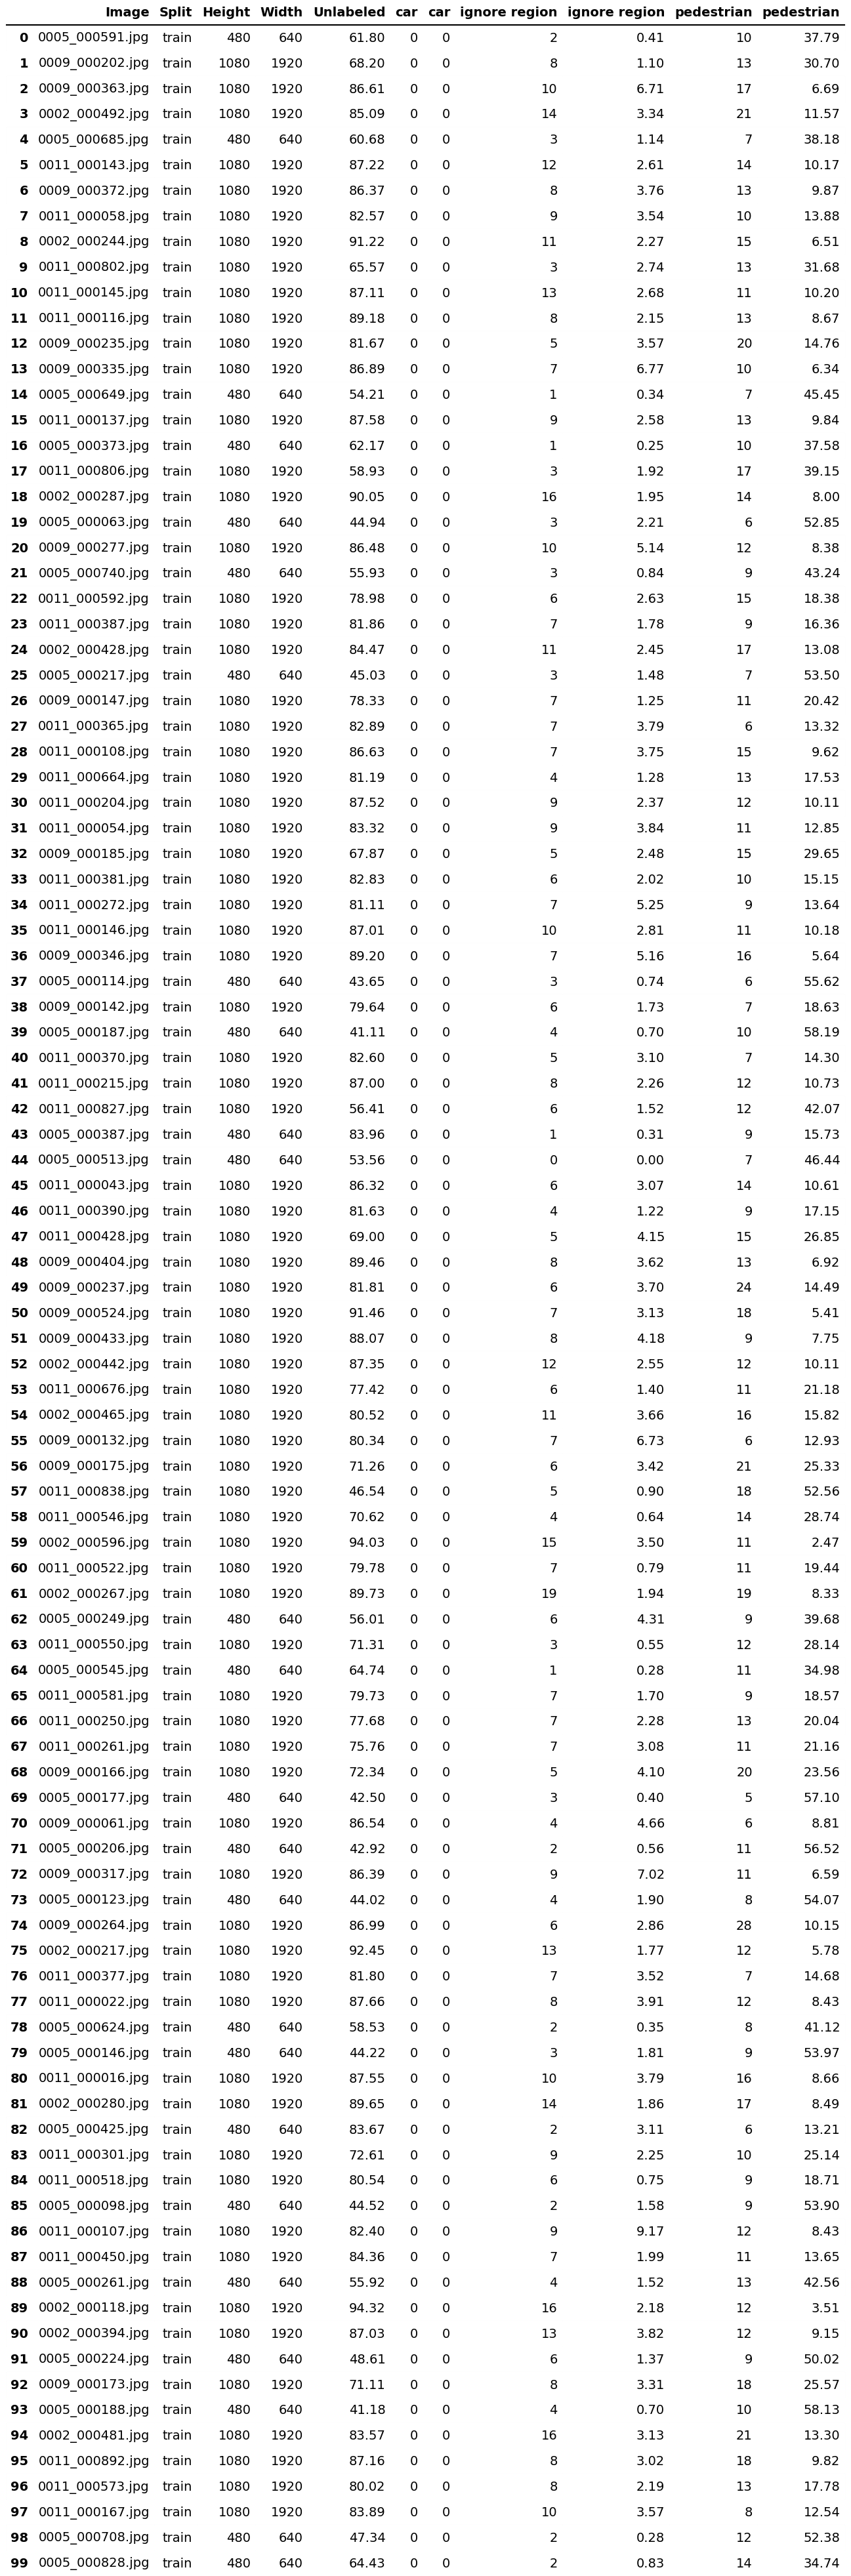 Image Split Height Width Unlabeled car car ignore region ignore region pedestrian pedestrian
0 0005_000591.jpg train 480 640 61.80 0 0 2 0.41 10 37.79
1 0009_000202.jpg train 1080 1920 68.20 0 0 8 1.10 13 30.70
2 0009_000363.jpg train 1080 1920 86.61 0 0 10 6.71 17 6.69
3 0002_000492.jpg train 1080 1920 85.09 0 0 14 3.34 21 11.57
4 0005_000685.jpg train 480 640 60.68 0 0 3 1.14 7 38.18
5 0011_000143.jpg train 1080 1920 87.22 0 0 12 2.61 14 10.17
6 0009_000372.jpg train 1080 1920 86.37 0 0 8 3.76 13 9.87
7 0011_000058.jpg train 1080 1920 82.57 0 0 9 3.54 10 13.88
8 0002_000244.jpg train 1080 1920 91.22 0 0 11 2.27 15 6.51
9 0011_000802.jpg train 1080 1920 65.57 0 0 3 2.74 13 31.68
10 0011_000145.jpg train 1080 1920 87.11 0 0 13 2.68 11 10.20
11 0011_000116.jpg train 1080 1920 89.18 0 0 8 2.15 13 8.67
12 0009_000235.jpg train 1080 1920 81.67 0 0 5 3.57 20 14.76
13 0009_000335.jpg train 1080 1920 86.89 0 0 7 6.77 10 6.34
14 0005_000649.jpg train 480 640 54.21 0 0 1 0.34 7 45.45
15 0011_000137.jpg train 1080 1920 87.58 0 0 9 2.58 13 9.84
16 0005_000373.jpg train 480 640 62.17 0 0 1 0.25 10 37.58
17 0011_000806.jpg train 1080 1920 58.93 0 0 3 1.92 17 39.15
18 0002_000287.jpg train 1080 1920 90.05 0 0 16 1.95 14 8.00
19 0005_000063.jpg train 480 640 44.94 0 0 3 2.21 6 52.85
20 0009_000277.jpg train 1080 1920 86.48 0 0 10 5.14 12 8.38
21 0005_000740.jpg train 480 640 55.93 0 0 3 0.84 9 43.24
22 0011_000592.jpg train 1080 1920 78.98 0 0 6 2.63 15 18.38
23 0011_000387.jpg train 1080 1920 81.86 0 0 7 1.78 9 16.36
24 0002_000428.jpg train 1080 1920 84.47 0 0 11 2.45 17 13.08
25 0005_000217.jpg train 480 640 45.03 0 0 3 1.48 7 53.50
26 0009_000147.jpg train 1080 1920 78.33 0 0 7 1.25 11 20.42
27 0011_000365.jpg train 1080 1920 82.89 0 0 7 3.79 6 13.32
28 0011_000108.jpg train 1080 1920 86.63 0 0 7 3.75 15 9.62
29 0011_000664.jpg train 1080 1920 81.19 0 0 4 1.28 13 17.53
30 0011_000204.jpg train 1080 1920 87.52 0 0 9 2.37 12 10.11
31 0011_000054.jpg train 1080 1920 83.32 0 0 9 3.84 11 12.85
32 0009_000185.jpg train 1080 1920 67.87 0 0 5 2.48 15 29.65
33 0011_000381.jpg train 1080 1920 82.83 0 0 6 2.02 10 15.15
34 0011_000272.jpg train 1080 1920 81.11 0 0 7 5.25 9 13.64
35 0011_000146.jpg train 1080 1920 87.01 0 0 10 2.81 11 10.18
36 0009_000346.jpg train 1080 1920 89.20 0 0 7 5.16 16 5.64
37 0005_000114.jpg train 480 640 43.65 0 0 3 0.74 6 55.62
38 0009_000142.jpg train 1080 1920 79.64 0 0 6 1.73 7 18.63
39 0005_000187.jpg train 480 640 41.11 0 0 4 0.70 10 58.19
40 0011_000370.jpg train 1080 1920 82.60 0 0 5 3.10 7 14.30
41 0011_000215.jpg train 1080 1920 87.00 0 0 8 2.26 12 10.73
42 0011_000827.jpg train 1080 1920 56.41 0 0 6 1.52 12 42.07
43 0005_000387.jpg train 480 640 83.96 0 0 1 0.31 9 15.73
44 0005_000513.jpg train 480 640 53.56 0 0 0 0.00 7 46.44
45 0011_000043.jpg train 1080 1920 86.32 0 0 6 3.07 14 10.61
46 0011_000390.jpg train 1080 1920 81.63 0 0 4 1.22 9 17.15
47 0011_000428.jpg train 1080 1920 69.00 0 0 5 4.15 15 26.85
48 0009_000404.jpg train 1080 1920 89.46 0 0 8 3.62 13 6.92
49 0009_000237.jpg train 1080 1920 81.81 0 0 6 3.70 24 14.49
50 0009_000524.jpg train 1080 1920 91.46 0 0 7 3.13 18 5.41
51 0009_000433.jpg train 1080 1920 88.07 0 0 8 4.18 9 7.75
52 0002_000442.jpg train 1080 1920 87.35 0 0 12 2.55 12 10.11
53 0011_000676.jpg train 1080 1920 77.42 0 0 6 1.40 11 21.18
54 0002_000465.jpg train 1080 1920 80.52 0 0 11 3.66 16 15.82
55 0009_000132.jpg train 1080 1920 80.34 0 0 7 6.73 6 12.93
56 0009_000175.jpg train 1080 1920 71.26 0 0 6 3.42 21 25.33
57 0011_000838.jpg train 1080 1920 46.54 0 0 5 0.90 18 52.56
58 0011_000546.jpg train 1080 1920 70.62 0 0 4 0.64 14 28.74
59 0002_000596.jpg train 1080 1920 94.03 0 0 15 3.50 11 2.47
60 0011_000522.jpg train 1080 1920 79.78 0 0 7 0.79 11 19.44
61 0002_000267.jpg train 1080 1920 89.73 0 0 19 1.94 19 8.33
62 0005_000249.jpg train 480 640 56.01 0 0 6 4.31 9 39.68
63 0011_000550.jpg train 1080 1920 71.31 0 0 3 0.55 12 28.14
64 0005_000545.jpg train 480 640 64.74 0 0 1 0.28 11 34.98
65 0011_000581.jpg train 1080 1920 79.73 0 0 7 1.70 9 18.57
66 0011_000250.jpg train 1080 1920 77.68 0 0 7 2.28 13 20.04
67 0011_000261.jpg train 1080 1920 75.76 0 0 7 3.08 11 21.16
68 0009_000166.jpg train 1080 1920 72.34 0 0 5 4.10 20 23.56
69 0005_000177.jpg train 480 640 42.50 0 0 3 0.40 5 57.10
70 0009_000061.jpg train 1080 1920 86.54 0 0 4 4.66 6 8.81
71 0005_000206.jpg train 480 640 42.92 0 0 2 0.56 11 56.52
72 0009_000317.jpg train 1080 1920 86.39 0 0 9 7.02 11 6.59
73 0005_000123.jpg train 480 640 44.02 0 0 4 1.90 8 54.07
74 0009_000264.jpg train 1080 1920 86.99 0 0 6 2.86 28 10.15
75 0002_000217.jpg train 1080 1920 92.45 0 0 13 1.77 12 5.78
76 0011_000377.jpg train 1080 1920 81.80 0 0 7 3.52 7 14.68
77 0011_000022.jpg train 1080 1920 87.66 0 0 8 3.91 12 8.43
78 0005_000624.jpg train 480 640 58.53 0 0 2 0.35 8 41.12
79 0005_000146.jpg train 480 640 44.22 0 0 3 1.81 9 53.97
80 0011_000016.jpg train 1080 1920 87.55 0 0 10 3.79 16 8.66
81 0002_000280.jpg train 1080 1920 89.65 0 0 14 1.86 17 8.49
82 0005_000425.jpg train 480 640 83.67 0 0 2 3.11 6 13.21
83 0011_000301.jpg train 1080 1920 72.61 0 0 9 2.25 10 25.14
84 0011_000518.jpg train 1080 1920 80.54 0 0 6 0.75 9 18.71
85 0005_000098.jpg train 480 640 44.52 0 0 2 1.58 9 53.90
86 0011_000107.jpg train 1080 1920 82.40 0 0 9 9.17 12 8.43
87 0011_000450.jpg train 1080 1920 84.36 0 0 7 1.99 11 13.65
88 0005_000261.jpg train 480 640 55.92 0 0 4 1.52 13 42.56
89 0002_000118.jpg train 1080 1920 94.32 0 0 16 2.18 12 3.51
90 0002_000394.jpg train 1080 1920 87.03 0 0 13 3.82 12 9.15
91 0005_000224.jpg train 480 640 48.61 0 0 6 1.37 9 50.02
92 0009_000173.jpg train 1080 1920 71.11 0 0 8 3.31 18 25.57
93 0005_000188.jpg train 480 640 41.18 0 0 4 0.70 10 58.13
94 0002_000481.jpg train 1080 1920 83.57 0 0 16 3.13 21 13.30
95 0011_000892.jpg train 1080 1920 87.16 0 0 8 3.02 18 9.82
96 0011_000573.jpg train 1080 1920 80.02 0 0 8 2.19 13 17.78
97 0011_000167.jpg train 1080 1920 83.89 0 0 10 3.57 8 12.54
98 0005_000708.jpg train 480 640 47.34 0 0 2 0.28 12 52.38
99 0005_000828.jpg train 480 640 64.43 0 0 2 0.83 14 34.74